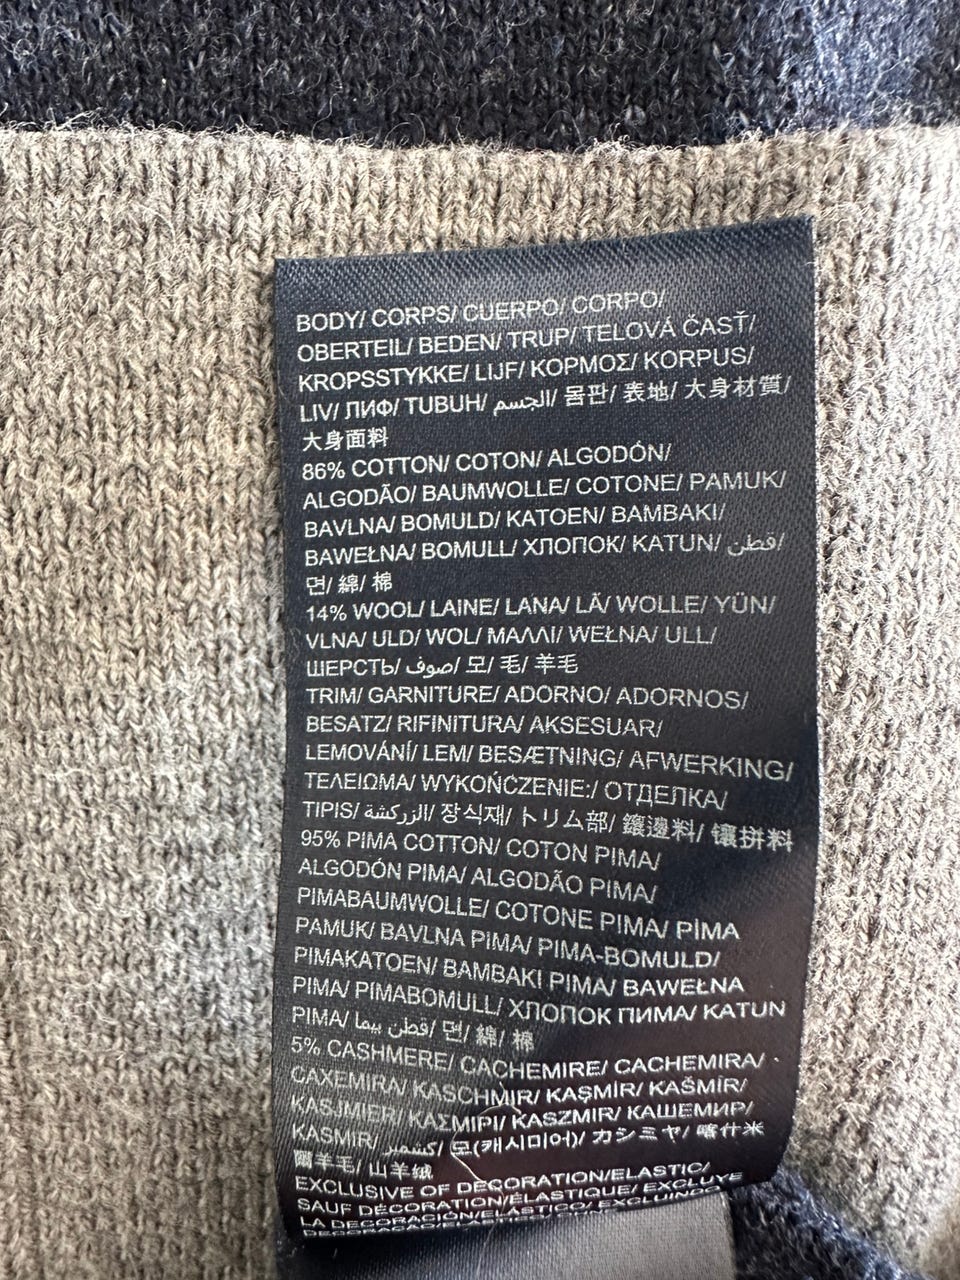 BODY/ CORPS/ CUERPO/ CORPO/
OBERTEIL/ BEDEN/ TRUP/ TELOVÁ ČASŤ/
KROPSSTYKKE/ LIJF/ ΚΟΡΜΟΣ/ KORPUS/
LIV/ ЛИФ/ TUBUH/ الجسم/ 몸판/ 表地/ 大身材質/
大身面料
86% COTTON/ COTON/ ALGODÓN/
ALGODÃO/ BAUMWOLLE/ COTONE/ PAMUK/
BAVLNA/ BOMULD/ KATOEN/ BAMBAKI/
BAWEŁNA/ BOMULL/ ХЛОПОК/ KATUN/ قطن/
면/ 綿/ 棉
14% WOOL/ LAINE/ LANA/ LÃ/ WOLLE/ YÜN/
VLNA/ ULD/ WOL/ ΜΑΛΛΙ/ WEŁNA/ ULL/
ШЕРСТЬ/ صوف/ 모/ 毛/ 羊毛
TRIM/ GARNITURE/ ADORNO/ ADORNOS/
BESATZ/ RIFINITURA/ AKSESUAR/
LEMOVÁNÍ/ LEM/ BESÆTNING/ AFWERKING/
ΤΕΛΕΙΩΜΑ/ WYKOŃCZENIE:/ ОТДЕЛКА/
TIPIS/ الزركشة/ 장식재/ トリム部/ 鑲邊料/ 镶拼料
95% PIMA COTTON/ COTON PIMA/
ALGODÓN PIMA/ ALGODÃO PIMA/
PIMABAUMWOLLE/ COTONE PIMA/ PİMA
PAMUK/ BAVLNA PIMA/ PIMA-BOMULD/
PIMAKATOEN/ BAMBAKI PIMA/ BAWEŁNA
PIMA/ PIMABOMULL/ ХЛОПОК ПИМА/ KATUN
PIMA/ قطن بيما/ 면/ 綿/ 棉
5% CASHMERE/ CACHEMIRE/ CACHEMIRA/
CAXEMIRA/ KASCHMIR/ KAŞMİR/ KAŠMÍR/
KASJMIER/ ΚΑΣΜΙΡΙ/ KASZMIR/ КАШЕМИР/
KASMIR/ كشمير/ 모(캐시미어)/ カシミヤ/ 喀什米
爾羊毛/ 山羊绒
EXCLUSIVE OF DECORATION/ELASTIC/
SAUF DÉCORATION/ÉLASTIQUE/ EXCLUYE
LA DECORACIÓN/ELÁSTICO/ EXCLUINDO
DECORAÇÃO/ELÁSTICO/